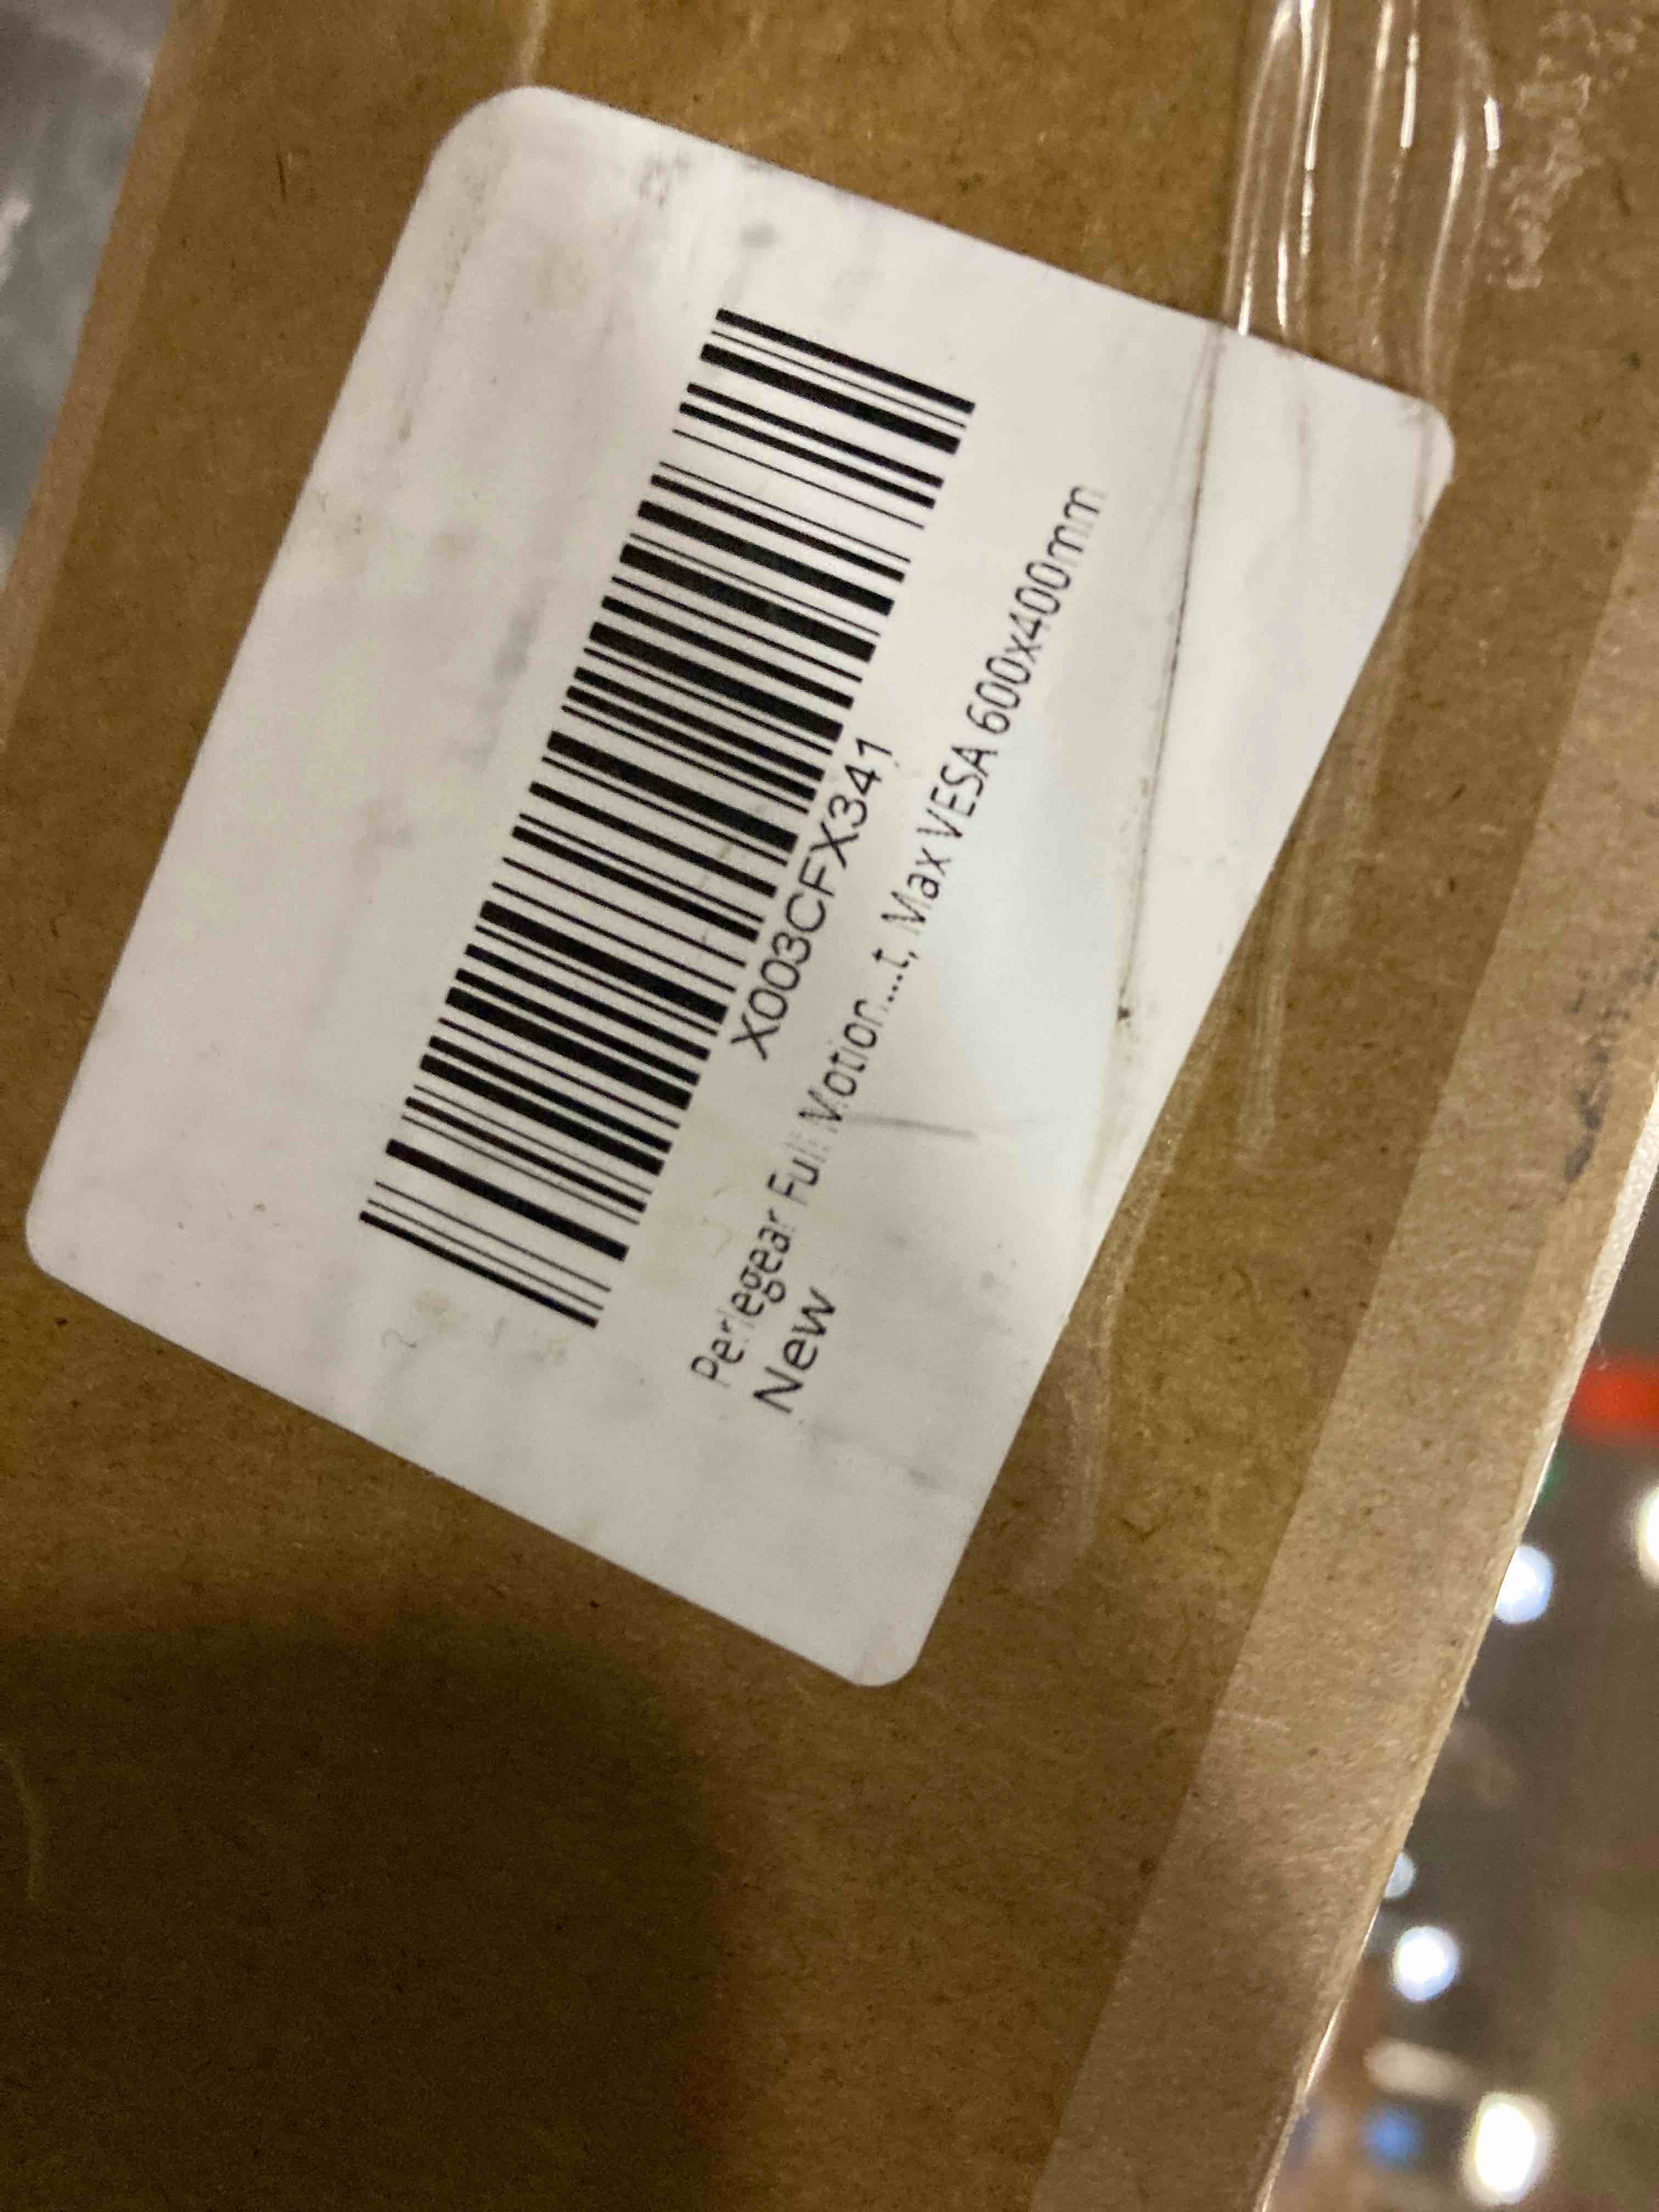 X003CFX341
Perlegear Full Motion....t, Max VESA 600x400mm
New